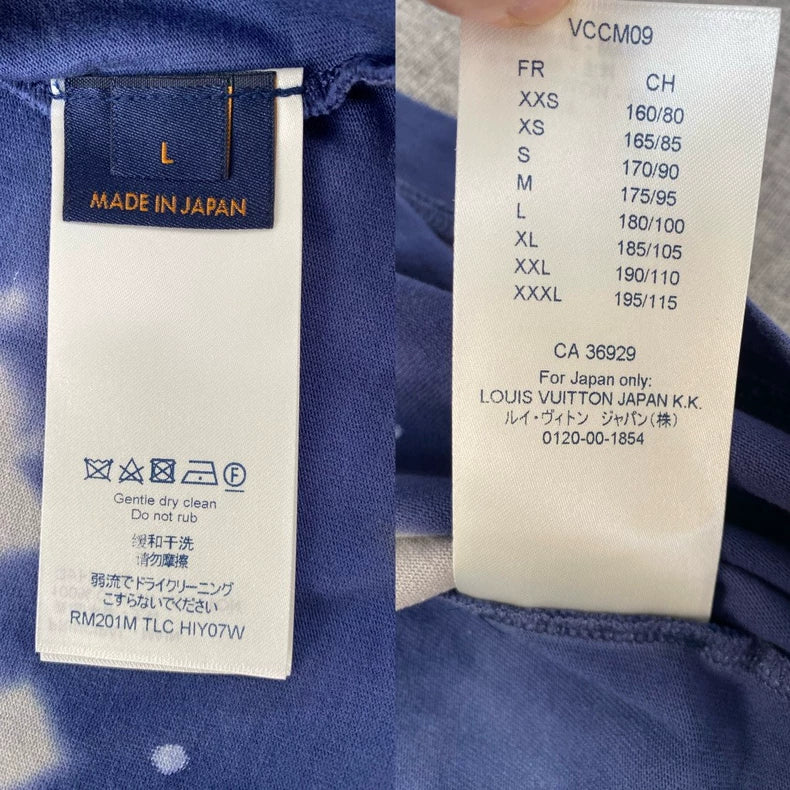 L
MADE IN JAPAN
Gentle dry clean
Do not rub
缓和干洗
请勿摩擦
弱流でドライクリーニング
こすらないでください
RM201M TLC HIY07W
VCCM09
FR CH
XXS 160/80
XS 165/85
S 170/90
M 175/95
L 180/100
XL 185/105
XXL 190/110
XXXL 195/115
CA 36929
For Japan only:
LOUIS VUITTON JAPAN K.K.
ルイ・ヴィトン ジャパン(株)
0120-00-1854